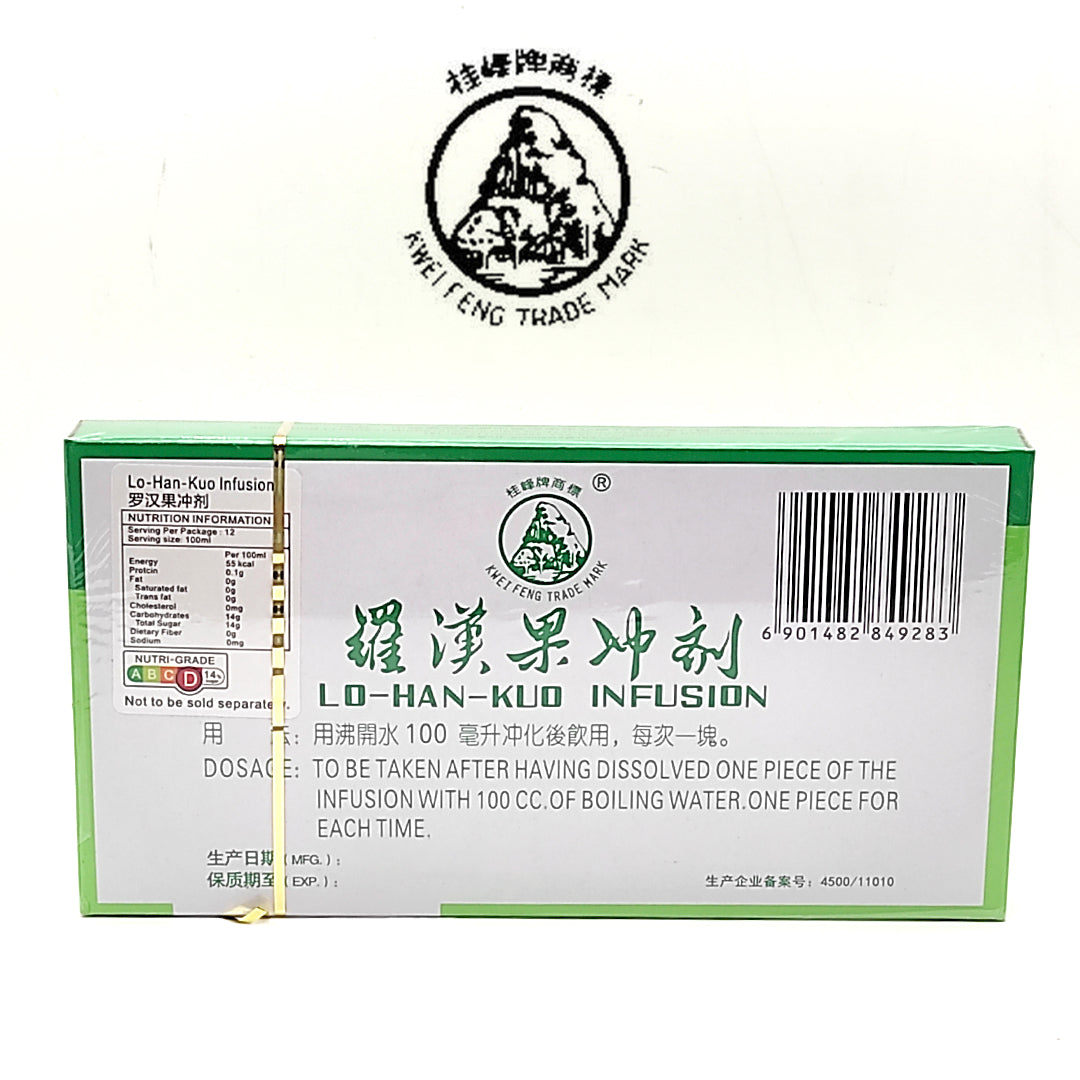 桂峰牌商標
KWEI FENG TRADE MARK
Lo-Han-Kuo Infusion
罗汉果冲剂
NUTRITION INFORMATION
Serving Per Package : 12
Serving size: 100ml
Per 100ml
Energy 55 kcal
Protein 0.1g
Fat 0g
Saturated fat 0g
Trans fat 0g
Cholesterol 0mg
Carbohydrates 14g
Total Sugar 14g
Dietary Fiber 0g
Sodium 0mg
NUTRI-GRADE
A B C D 14%
Not to be sold separately.
桂峰牌商標 ®
KWEI FENG TRADE MARK
6 901482 849283
羅漢果冲剂
LO-HAN-KUO INFUSION
用 法：用沸開水 100 毫升冲化後飲用，每次一塊。
DOSAGE: TO BE TAKEN AFTER HAVING DISSOLVED ONE PIECE OF THE
INFUSION WITH 100 CC.OF BOILING WATER.ONE PIECE FOR
EACH TIME.
生产日期 (MFG.)：
保质期至 (EXP.)：
生产企业备案号：4500/11010